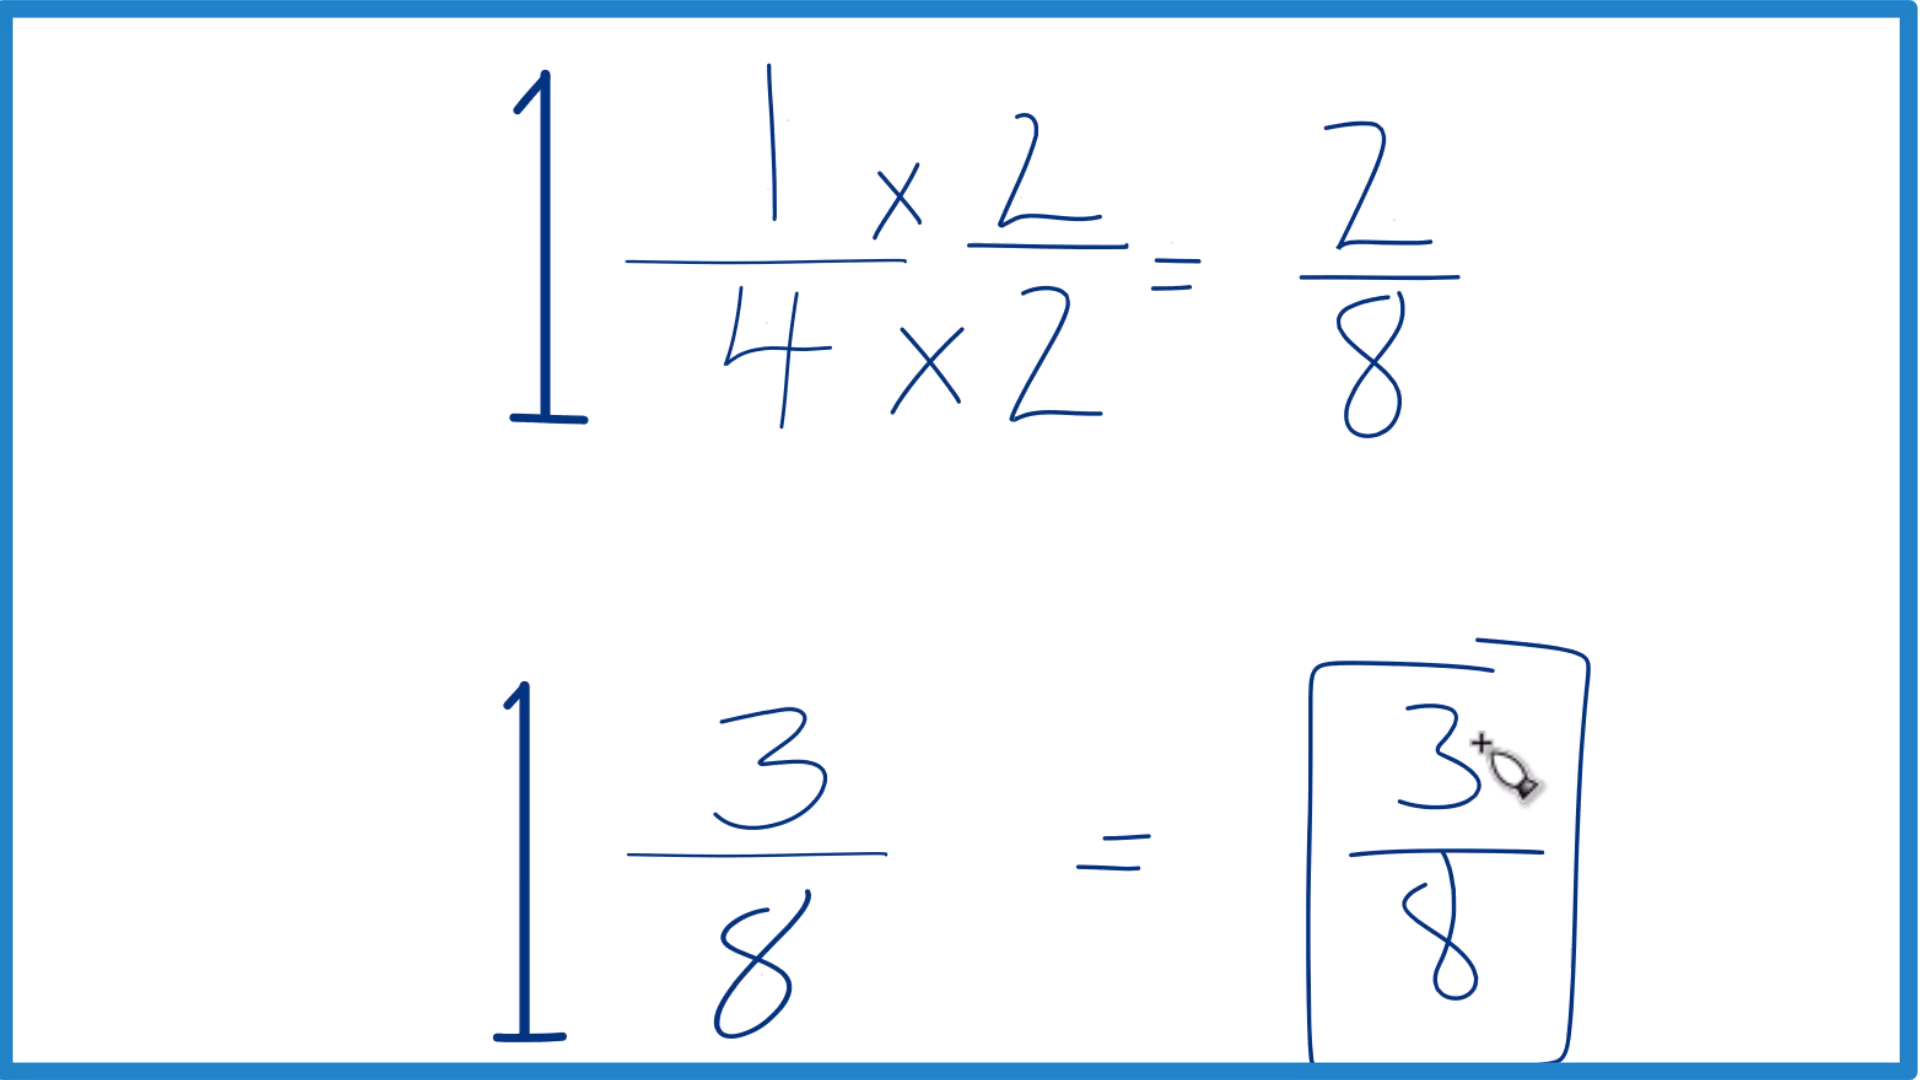 1 1/4 × 2/× 2 = 2/8
1 3/8 = 3/8